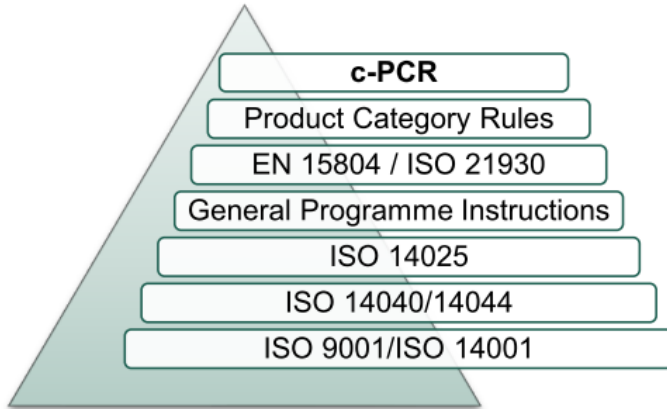 c-PCR
Product Category Rules
EN 15804 / ISO 21930
General Programme Instructions
ISO 14025
ISO 14040/14044
ISO 9001/ISO 14001